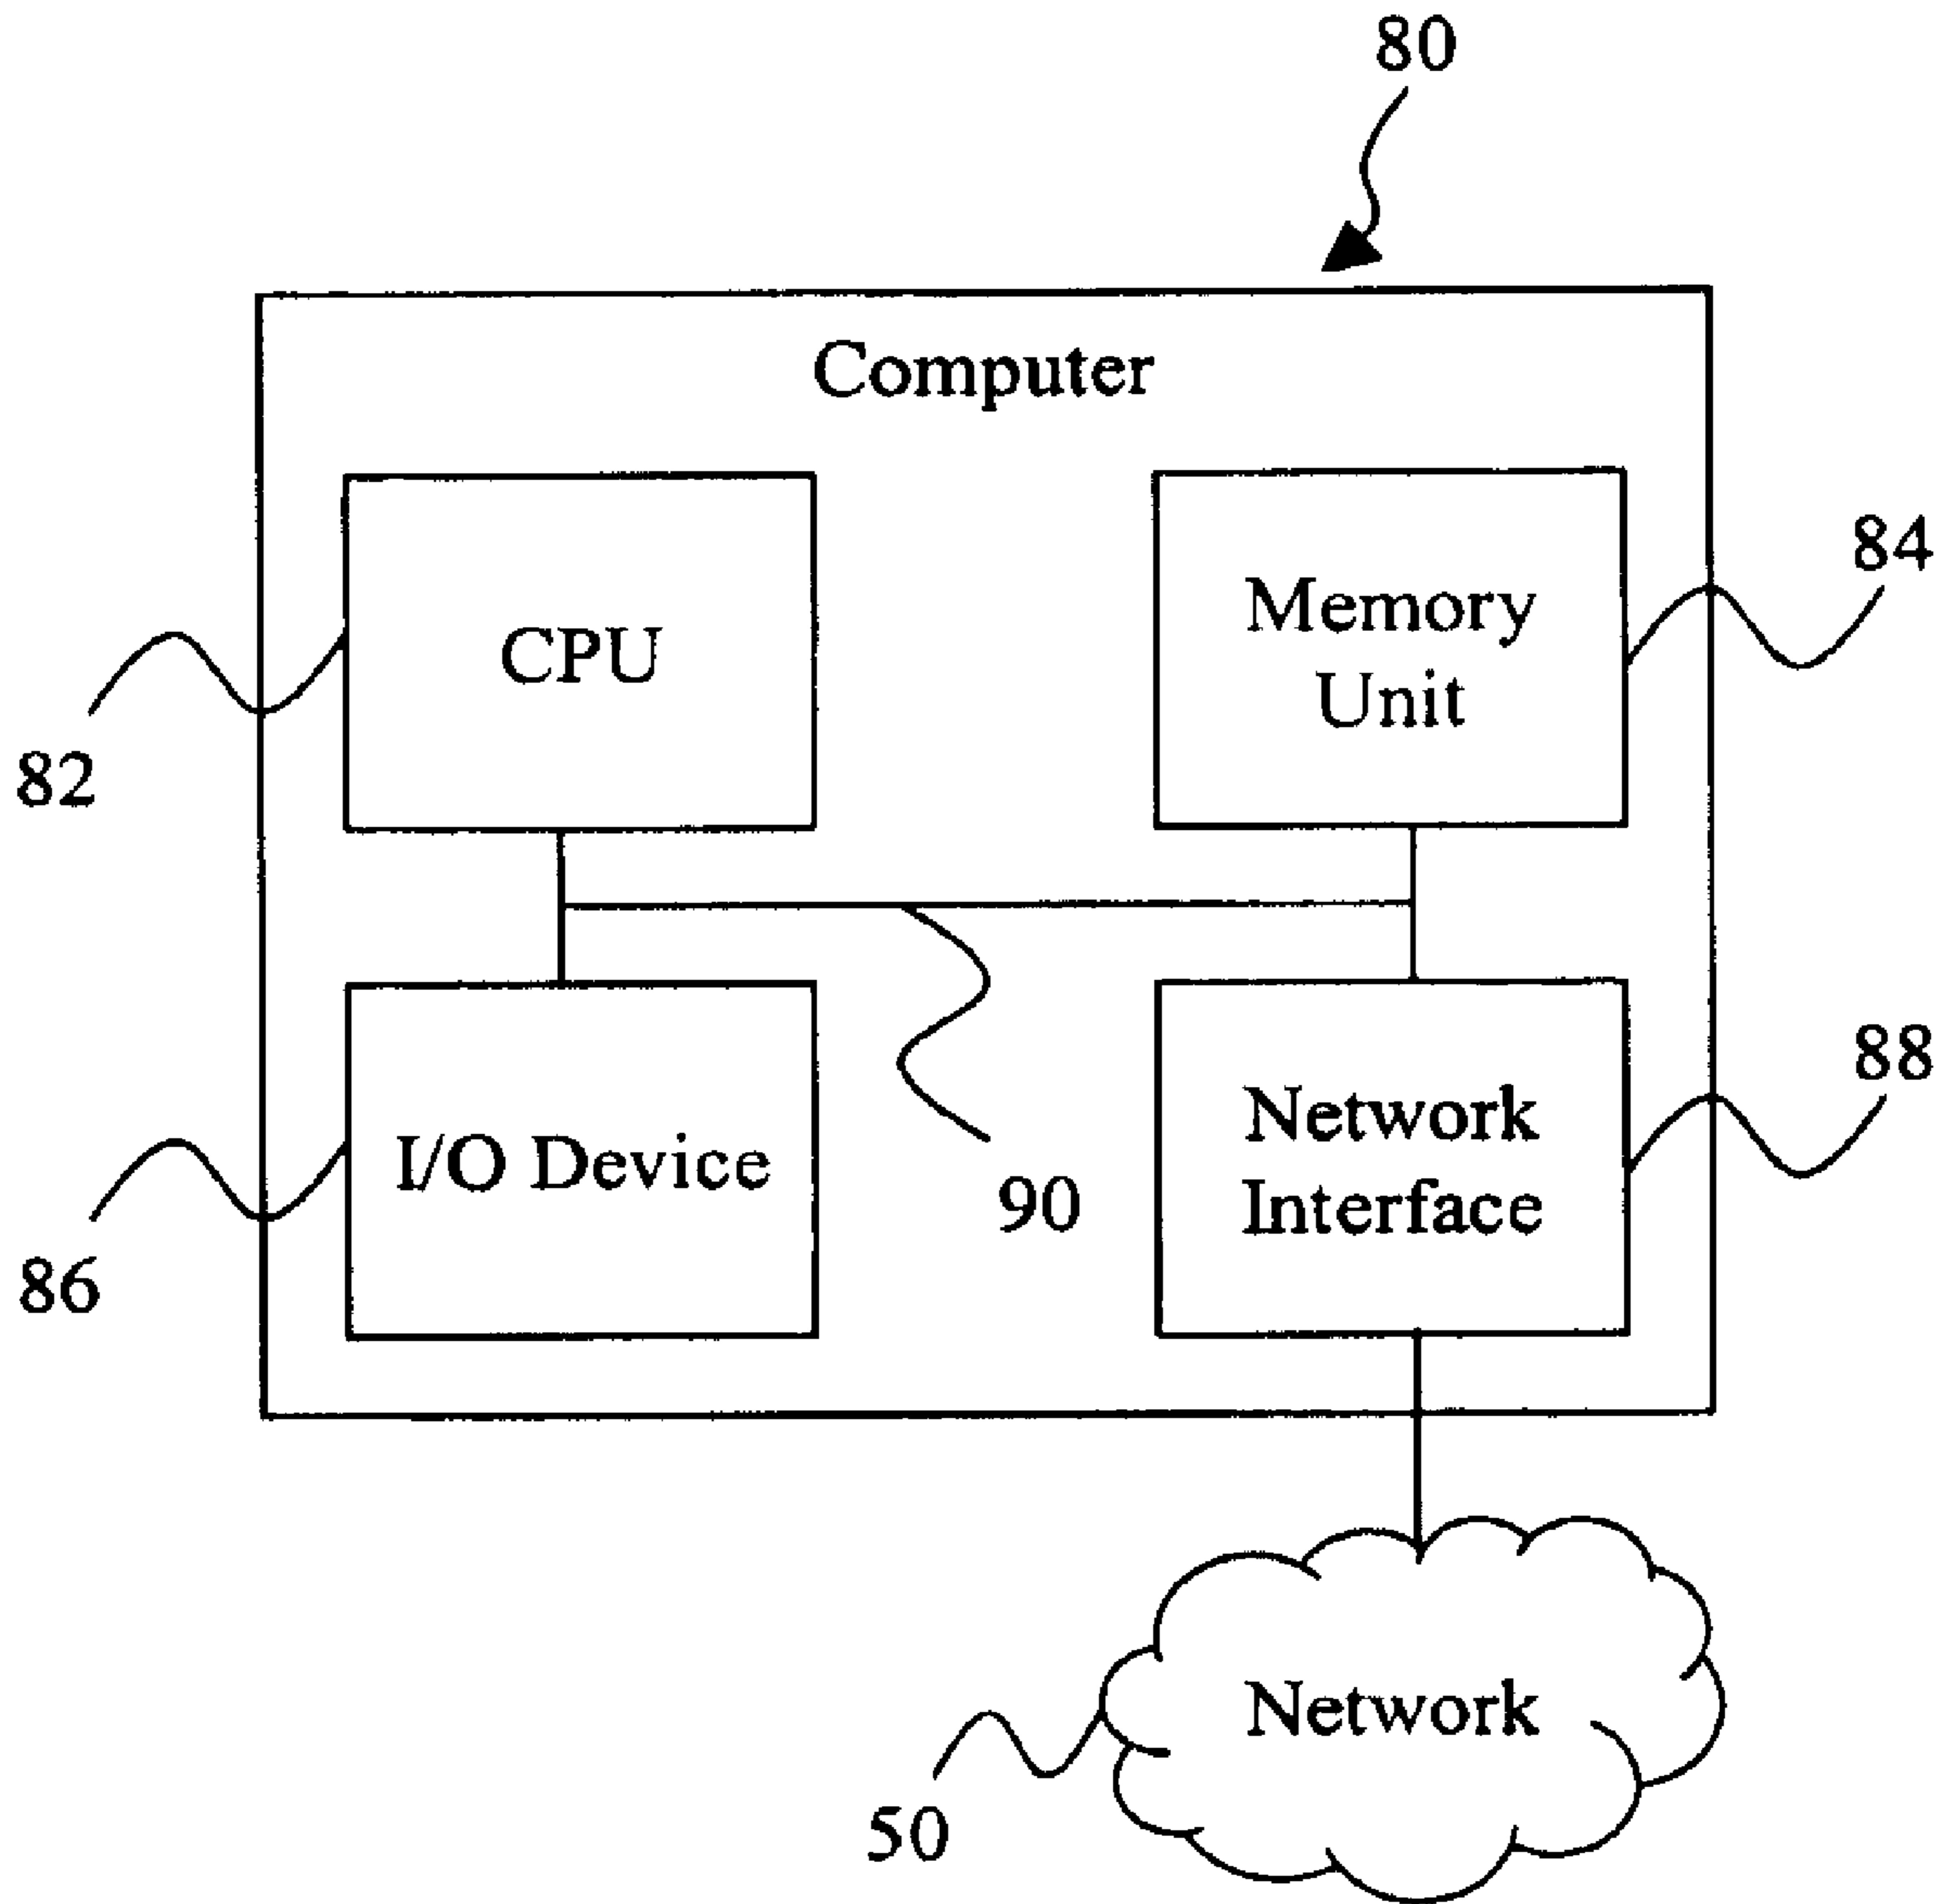 80
Computer
CPU
Memory
Unit
84
82
I/O Device
Network
Interface
88
90
86
Network
50